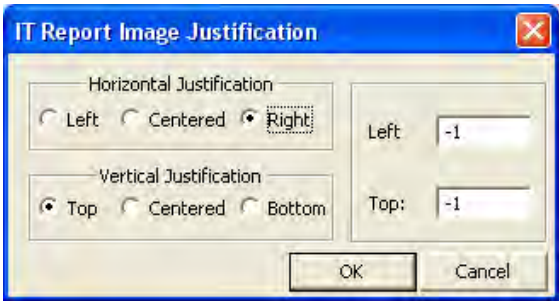 IT Report Image Justification
Horizontal Justification
Left Centered Right
Vertical Justification
Top Centered Bottom
Left -1
Top: -1
OK Cancel